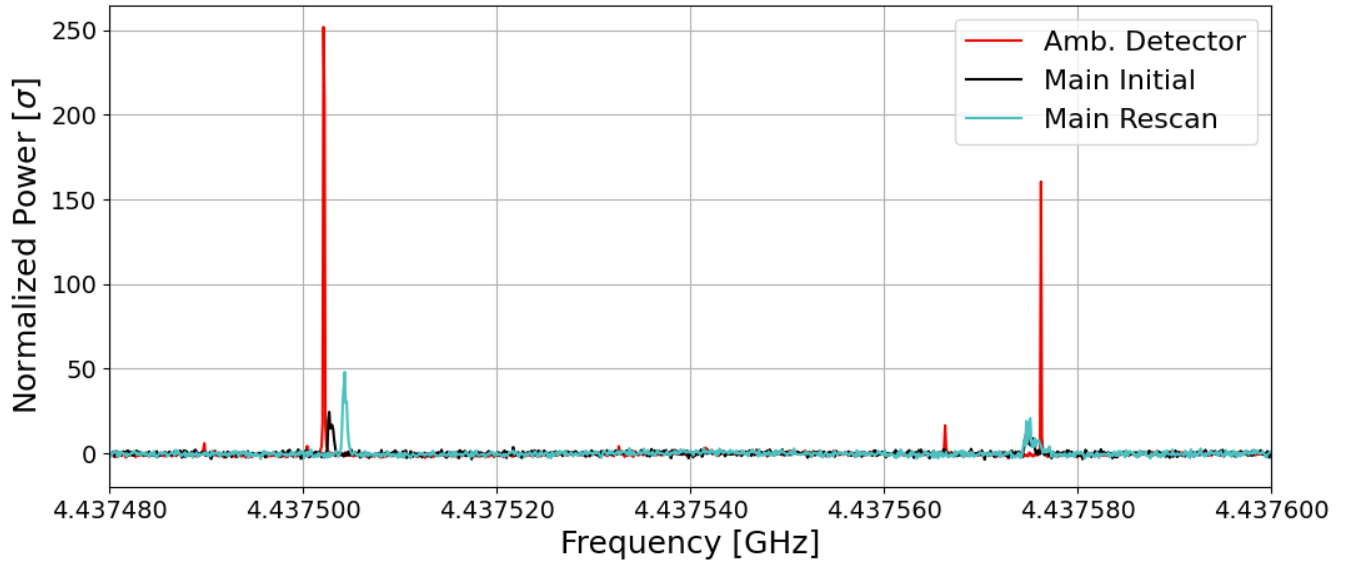 Normalized Power [σ]
250
200
150
100
50
0
Amb. Detector
Main Initial
Main Rescan
4.437480 4.437500 4.437520 4.437540 4.437560 4.437580 4.437600
Frequency [GHz]